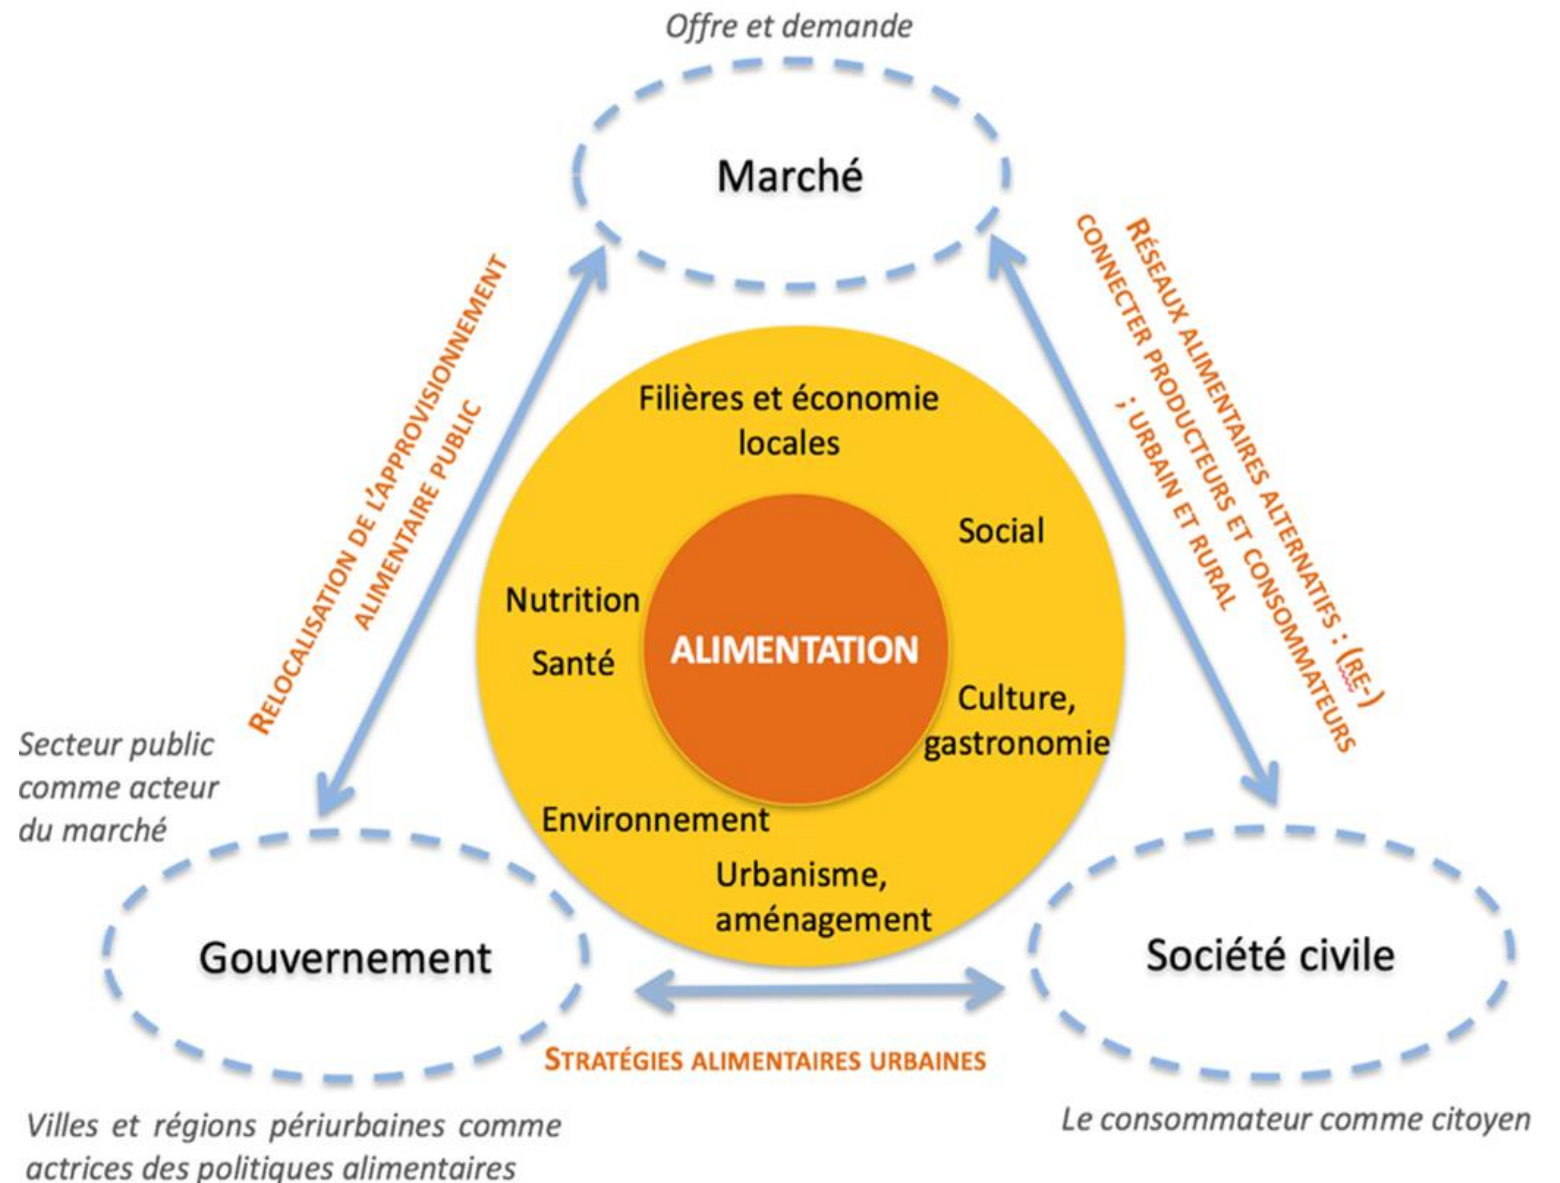 Offre et demande
Marché
RELOCALISATION DE L'APPROVISIONNEMENT
ALIMENTAIRE PUBLIC
RÉSEAUX ALIMENTAIRES ALTERNATIFS : (RE-)
CONNECTER PRODUCTEURS ET CONSOMMATEURS
; URBAIN ET RURAL
Filières et économie
locales
Social
Nutrition
Santé
ALIMENTATION
Culture,
gastronomie
Environnement
Urbanisme,
aménagement
Secteur public
comme acteur
du marché
Gouvernement
Société civile
STRATÉGIES ALIMENTAIRES URBAINES
Villes et régions périurbaines comme
actrices des politiques alimentaires
Le consommateur comme citoyen